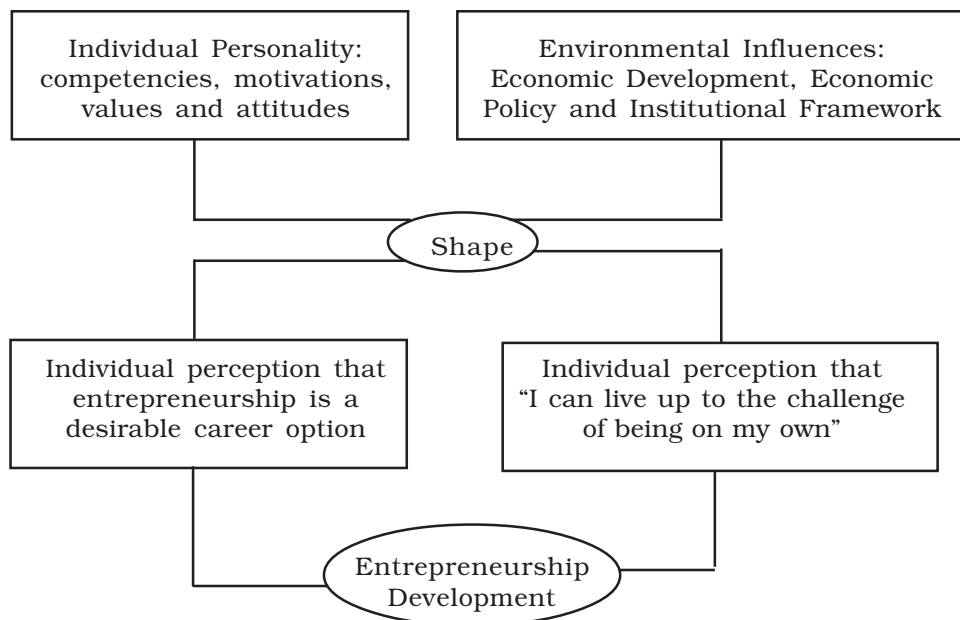 Individual Personality:
competencies, motivations,
values and attitudes
Environmental Influences:
Economic Development, Economic
Policy and Institutional Framework
Shape
Individual perception that
entrepreneurship is a
desirable career option
Individual perception that
“I can live up to the challenge
of being on my own”
Entrepreneurship
Development